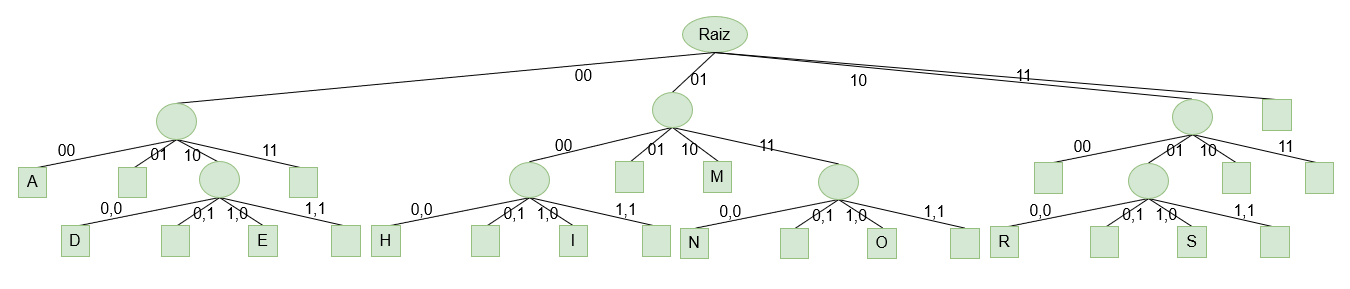 Raiz
00 01 10 11
00 01 10 11 00 01 10 11 00 01 10 11
A M
0,0 0,1 1,0 1,1 0,0 0,1 1,0 1,1 0,0 0,1 1,0 1,1 0,0 0,1 1,0 1,1
D E H I N O R S